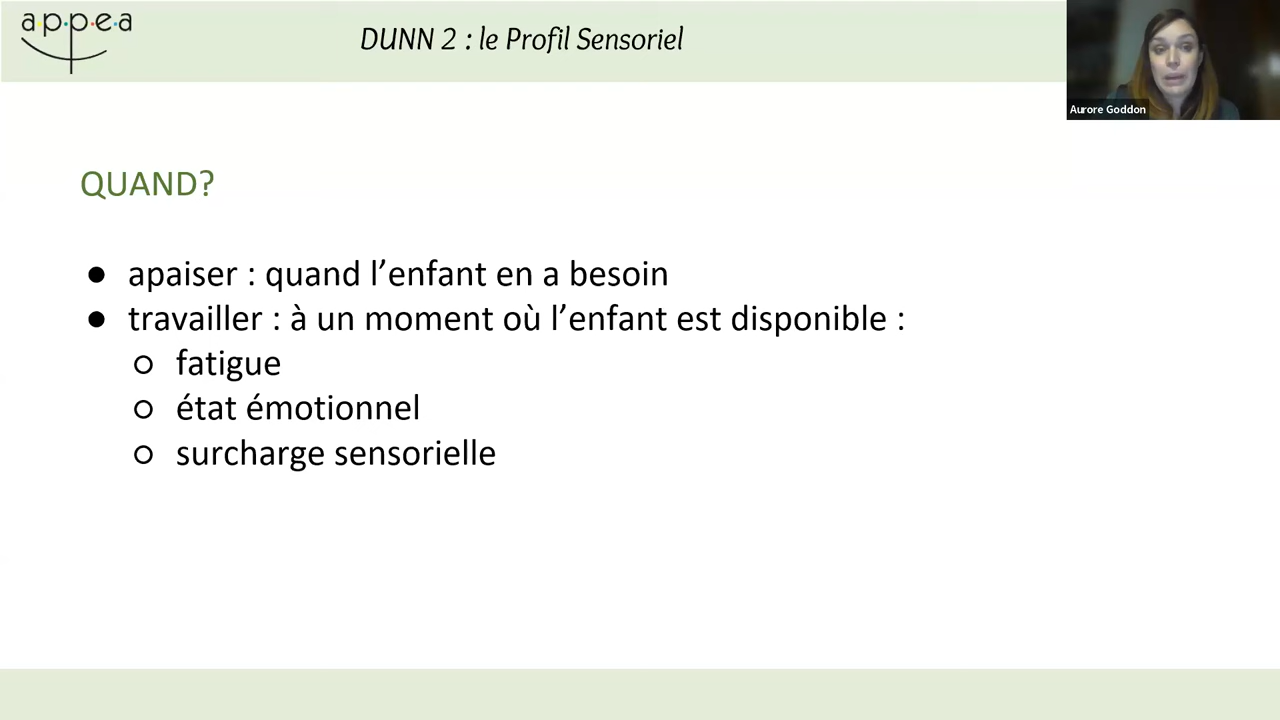 a·p·p·e·a
DUNN 2 : le Profil Sensoriel
Aurore Goddon
QUAND?
● apaiser : quand l’enfant en a besoin
● travailler : à un moment où l’enfant est disponible :
○ fatigue
○ état émotionnel
○ surcharge sensorielle